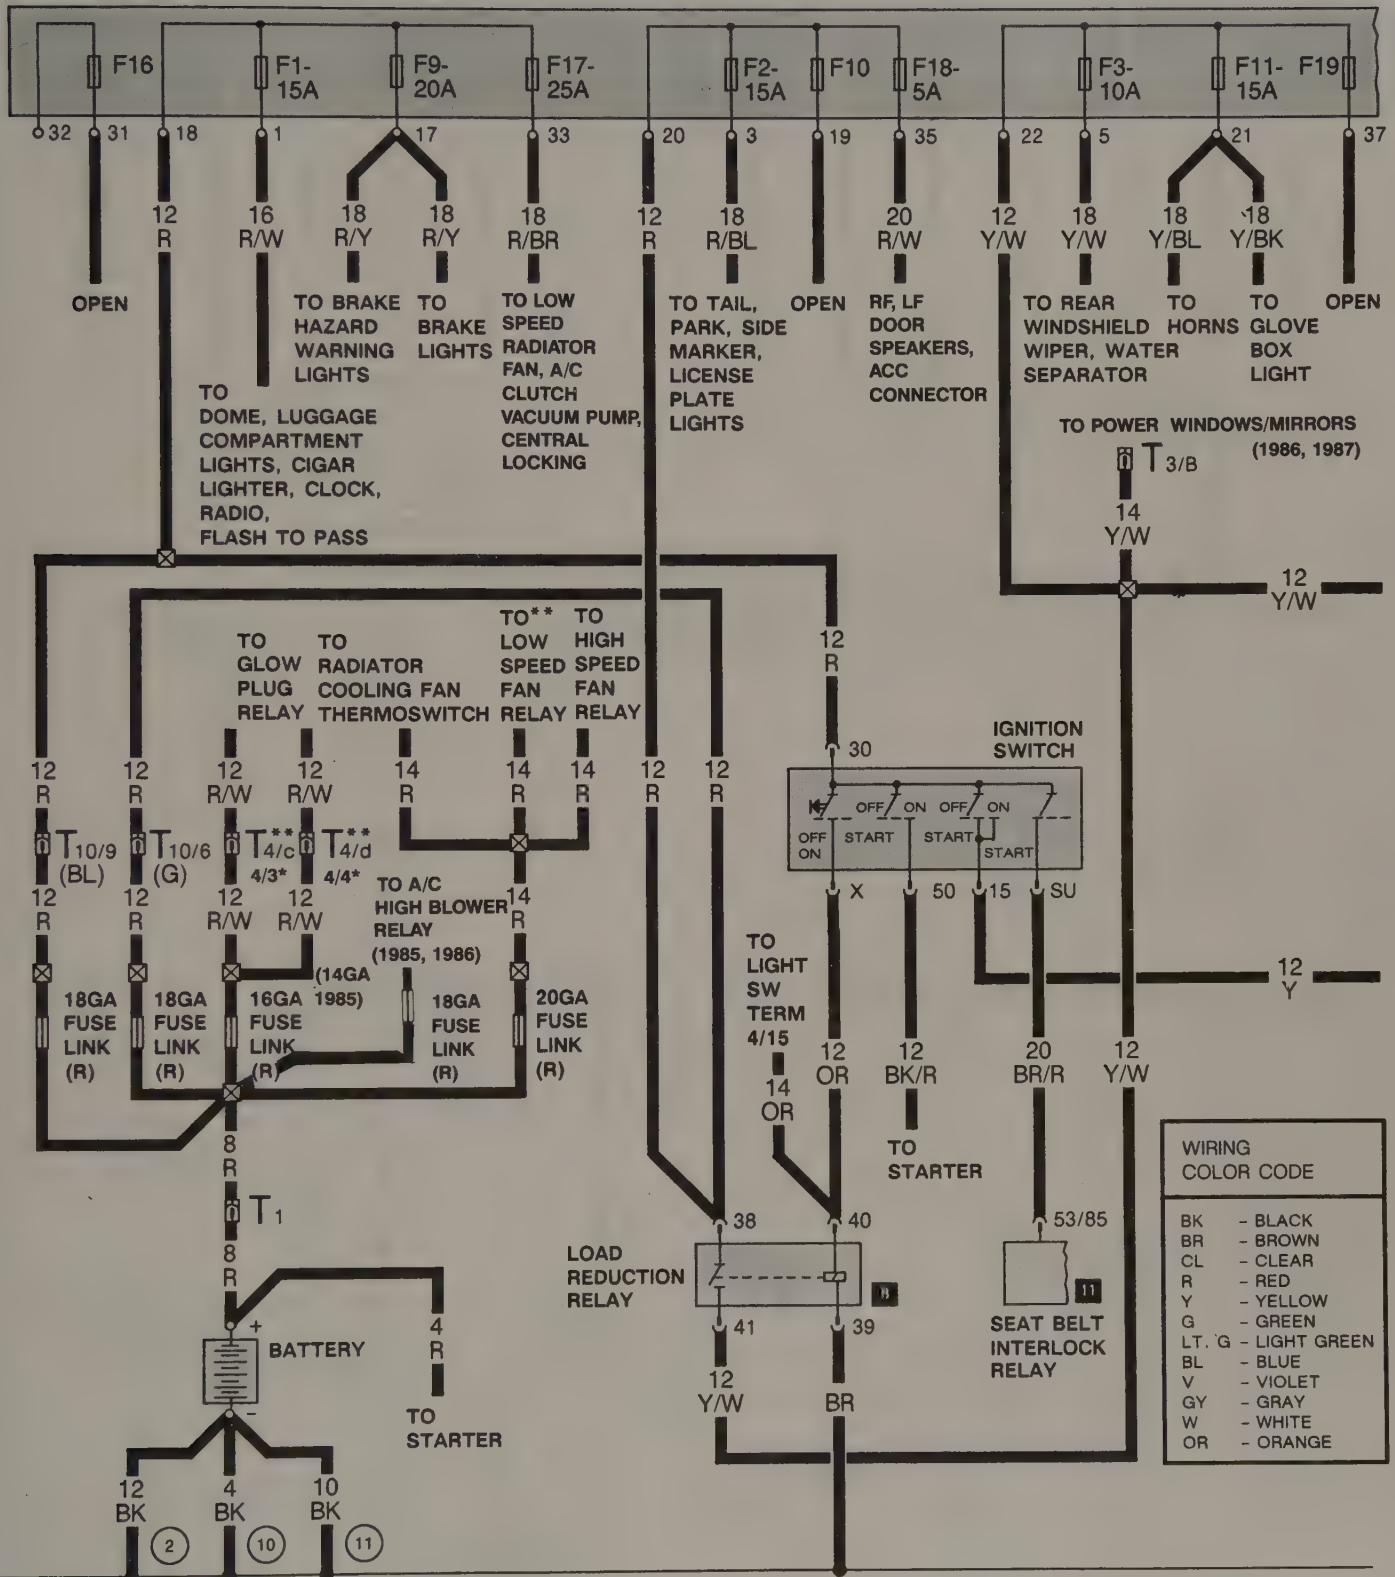 F16
F1-
15A
F9-
20A
F17-
25A
F2-
15A
F10
F18-
5A
F3-
10A
F11-
15A
F19
32 31 18 1 17 33 20 3 19 35 22 5 21 37
12
R
16
R/W
18
R/Y
18
R/Y
18
R/BR
12
R
18
R/BL
20
R/W
12
Y/W
18
Y/W
18
Y/BL
18
Y/BK
OPEN
TO BRAKE
HAZARD
WARNING
LIGHTS
TO
BRAKE
LIGHTS
TO LOW
SPEED
RADIATOR
FAN, A/C
CLUTCH
VACUUM PUMP,
CENTRAL
LOCKING
TO TAIL,
PARK, SIDE
MARKER,
LICENSE
PLATE
LIGHTS
OPEN
RF, LF
DOOR
SPEAKERS,
ACC
CONNECTOR
TO REAR
WINDSHIELD
WIPER, WATER
SEPARATOR
TO
HORNS
TO
GLOVE
BOX
LIGHT
OPEN
TO
DOME, LUGGAGE
COMPARTMENT
LIGHTS, CIGAR
LIGHTER, CLOCK,
RADIO,
FLASH TO PASS
TO POWER WINDOWS/MIRRORS
(1986, 1987)
T3/B
14
Y/W
12
Y/W
12
R
TO
GLOW
PLUG
RELAY
TO
RADIATOR
COOLING FAN
THERMOSWITCH
TO**
LOW
SPEED
FAN
RELAY
TO
HIGH
SPEED
FAN
RELAY
IGNITION
SWITCH
30
12
R
12
R
12
R/W
12
R/W
14
R
14
R
14
R
12
R
12
R
OFF ON OFF ON
OFF
ON
START
START
START
X 50 15 SU
T10/9
(BL)
T10/6
(G)
T4/c**
4/3*
T4/d**
4/4*
12
R
12
R
12
R/W
12
R/W
14
R
TO A/C
HIGH BLOWER
RELAY
(1985, 1986)
(14GA
1985)
18GA
FUSE
LINK
(R)
18GA
FUSE
LINK
(R)
16GA
FUSE
LINK
(R)
18GA
FUSE
LINK
(R)
20GA
FUSE
LINK
(R)
TO
LIGHT
SW
TERM
4/15
12
Y
14
OR
12
OR
12
BK/R
20
BR/R
12
Y/W
TO
STARTER
8
R
T1
8
R
38 40 53/85
LOAD
REDUCTION
RELAY
8
11
41 39
SEAT BELT
INTERLOCK
RELAY
+
BATTERY
-
4
R
TO
STARTER
12
Y/W
BR
12
BK
2
4
BK
10
10
BK
11
WIRING
COLOR CODE
BK - BLACK
BR - BROWN
CL - CLEAR
R - RED
Y - YELLOW
G - GREEN
LT. G - LIGHT GREEN
BL - BLUE
V - VIOLET
GY - GRAY
W - WHITE
OR - ORANGE